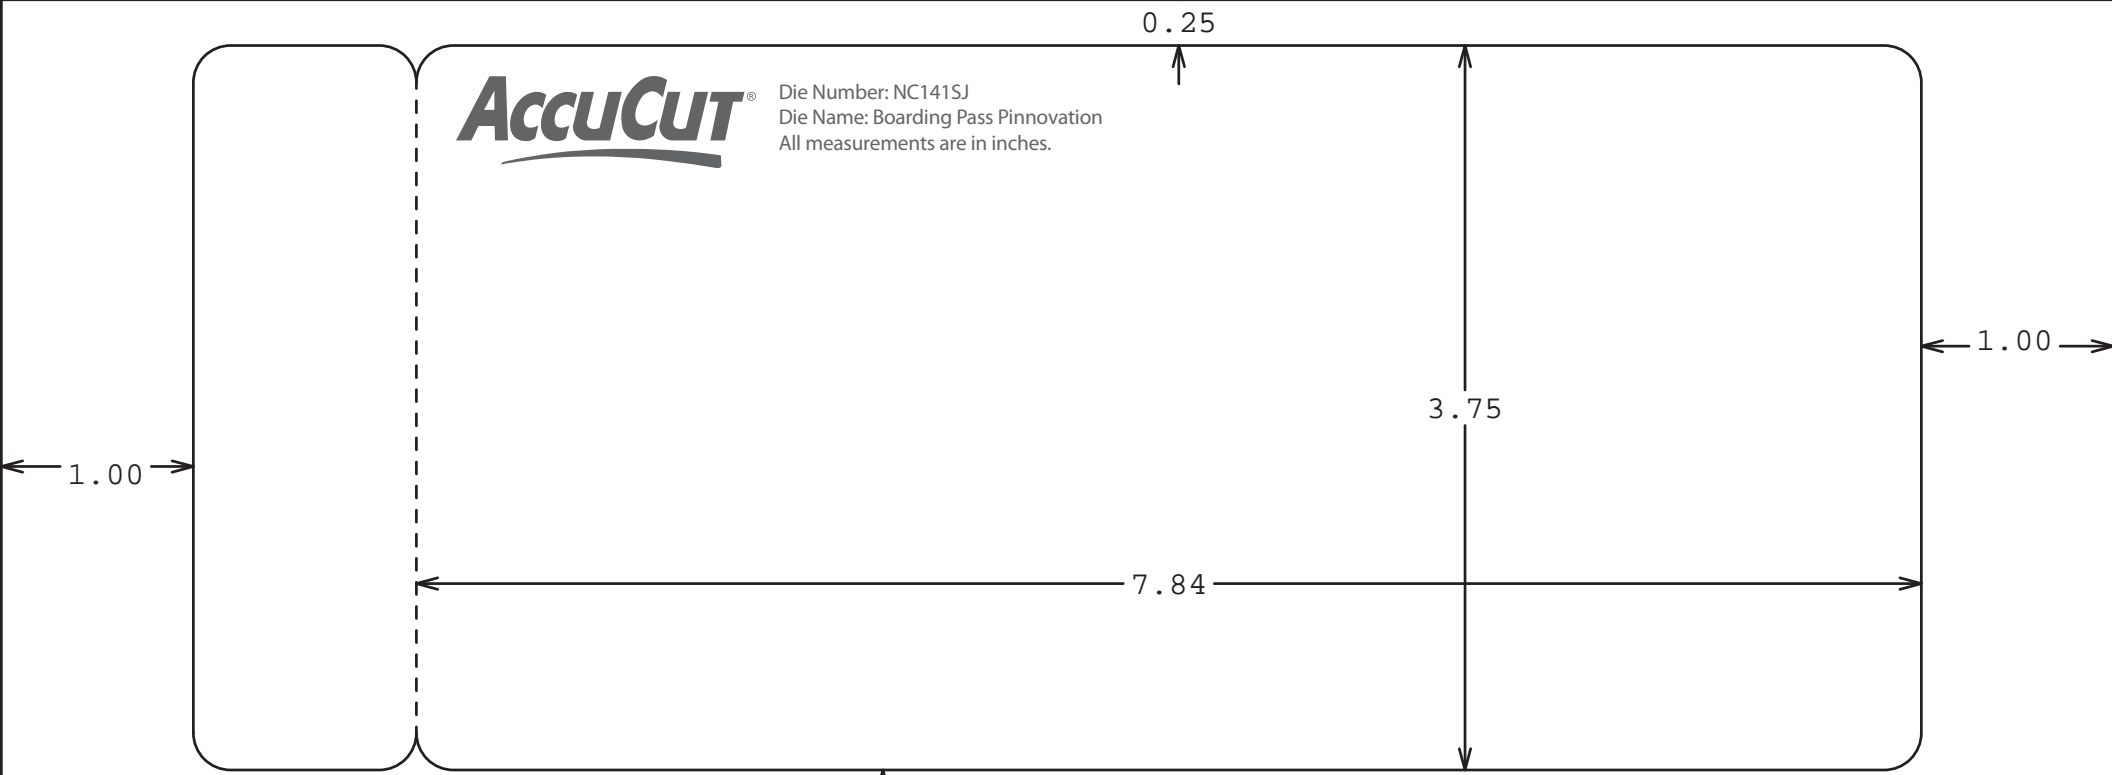 0.25
ACCUCUT®
Die Number: NC141SJ
Die Name: Boarding Pass Pinnovation
All measurements are in inches.
1.00
3.75
1.00
7.84